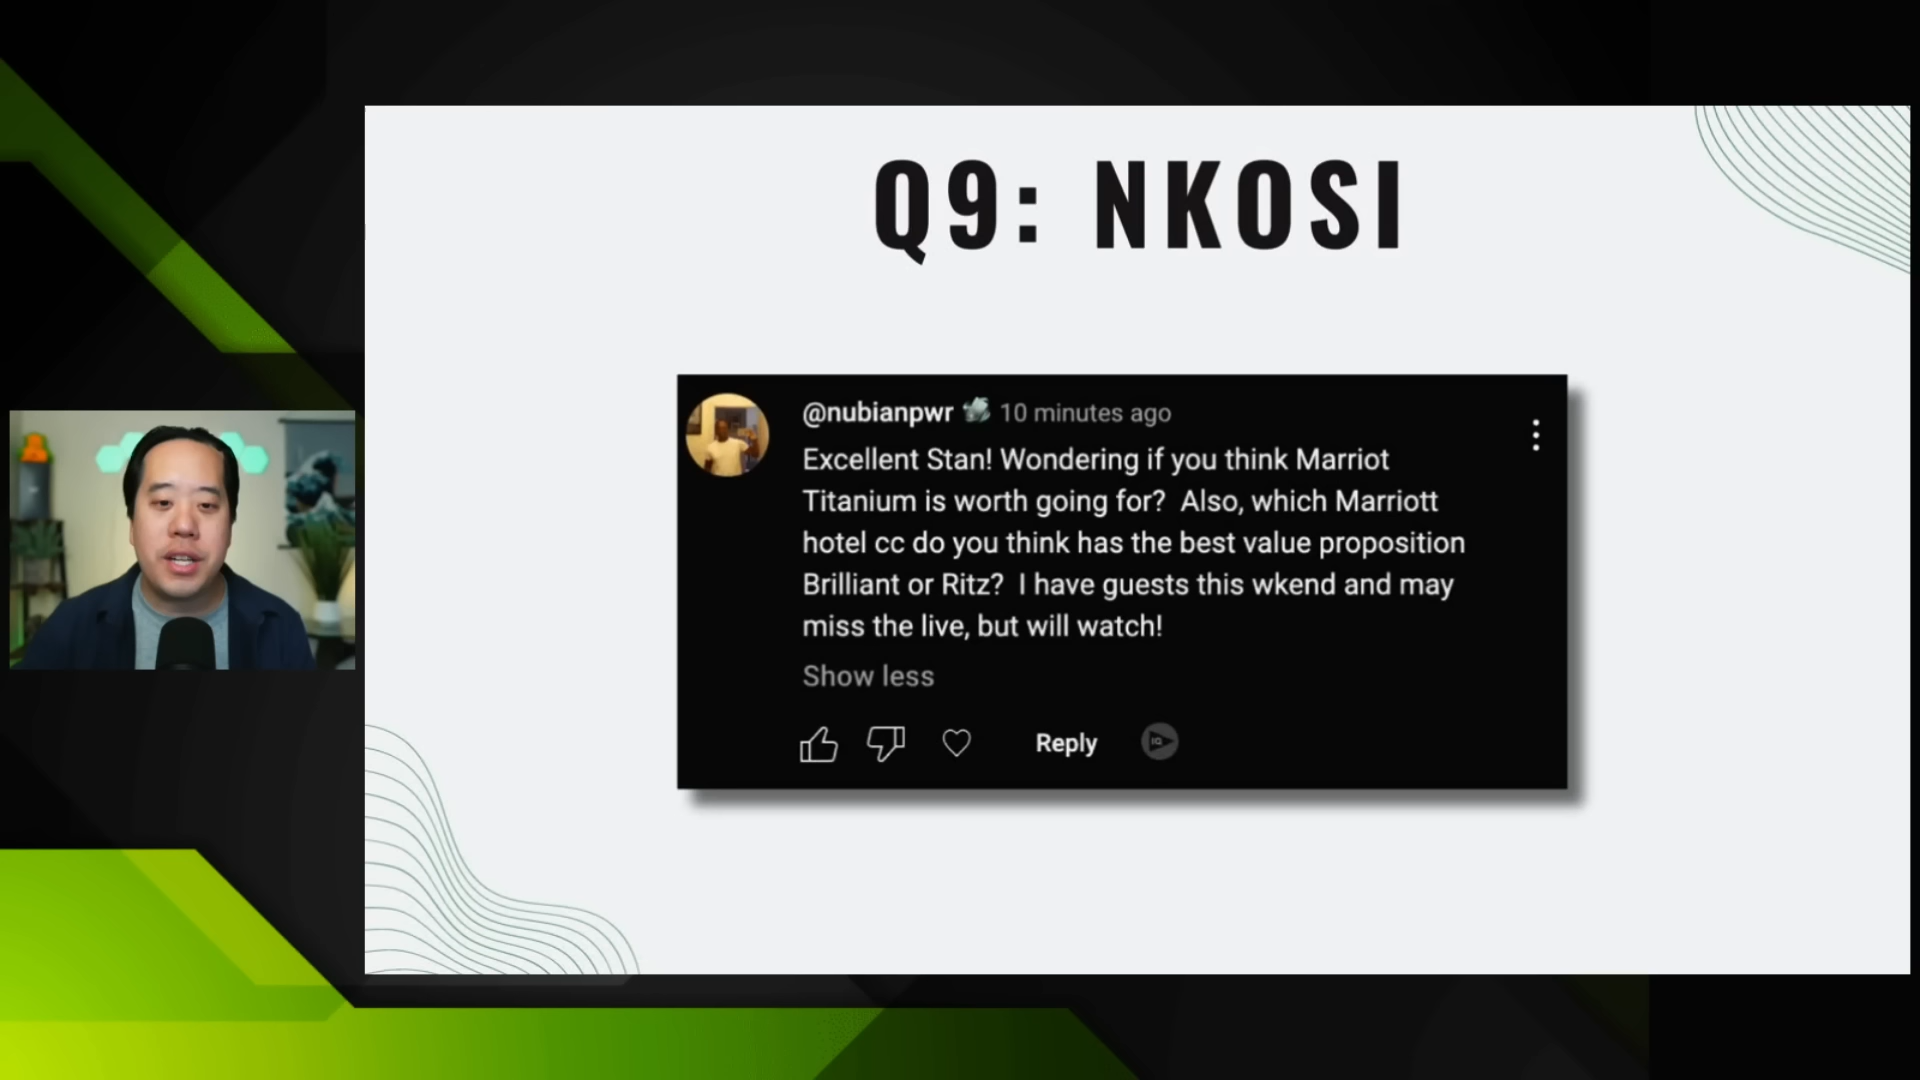 Q9: NKOSI
@nubianpwr 10 minutes ago
Excellent Stan! Wondering if you think Marriot
Titanium is worth going for? Also, which Marriott
hotel cc do you think has the best value proposition
Brilliant or Ritz? I have guests this wkend and may
miss the live, but will watch!
Show less
Reply
IQ